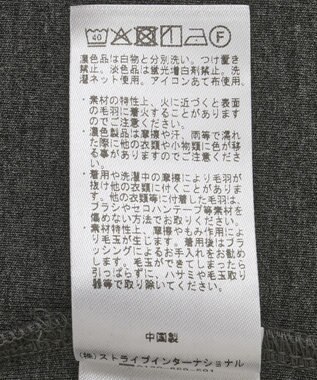 40 F
濃色品は白物と分別洗い。つけ置き
禁止。淡色品は蛍光増白剤禁止。洗
濯ネット使用。アイロンあて布使用。
・素材の特性上、火に近づくと表面
の毛羽に着火することがあります
のでご注意ください。
・濃色製品は摩擦や汗、雨等で濡れ
た際に他の衣類や小物類に色が移
る事がありますのでご注意くださ
い。
・着用や洗濯中の摩擦により毛羽が
抜け他の衣類に付くことがありま
す。他の衣類等に付着した毛羽は、
ブラシやセロハンテープ等素材を
傷めない方法でお取りください。
・素材特性上、摩擦やもみ作用によ
り毛玉が生じます。着用後はブラ
ッシングによるお手入れをお勧め
します。毛玉ができてしまったら
引っぱらずに、ハサミや毛玉取り
器等で取り除いてください。
中国製
(株)ストライプインターナショナル